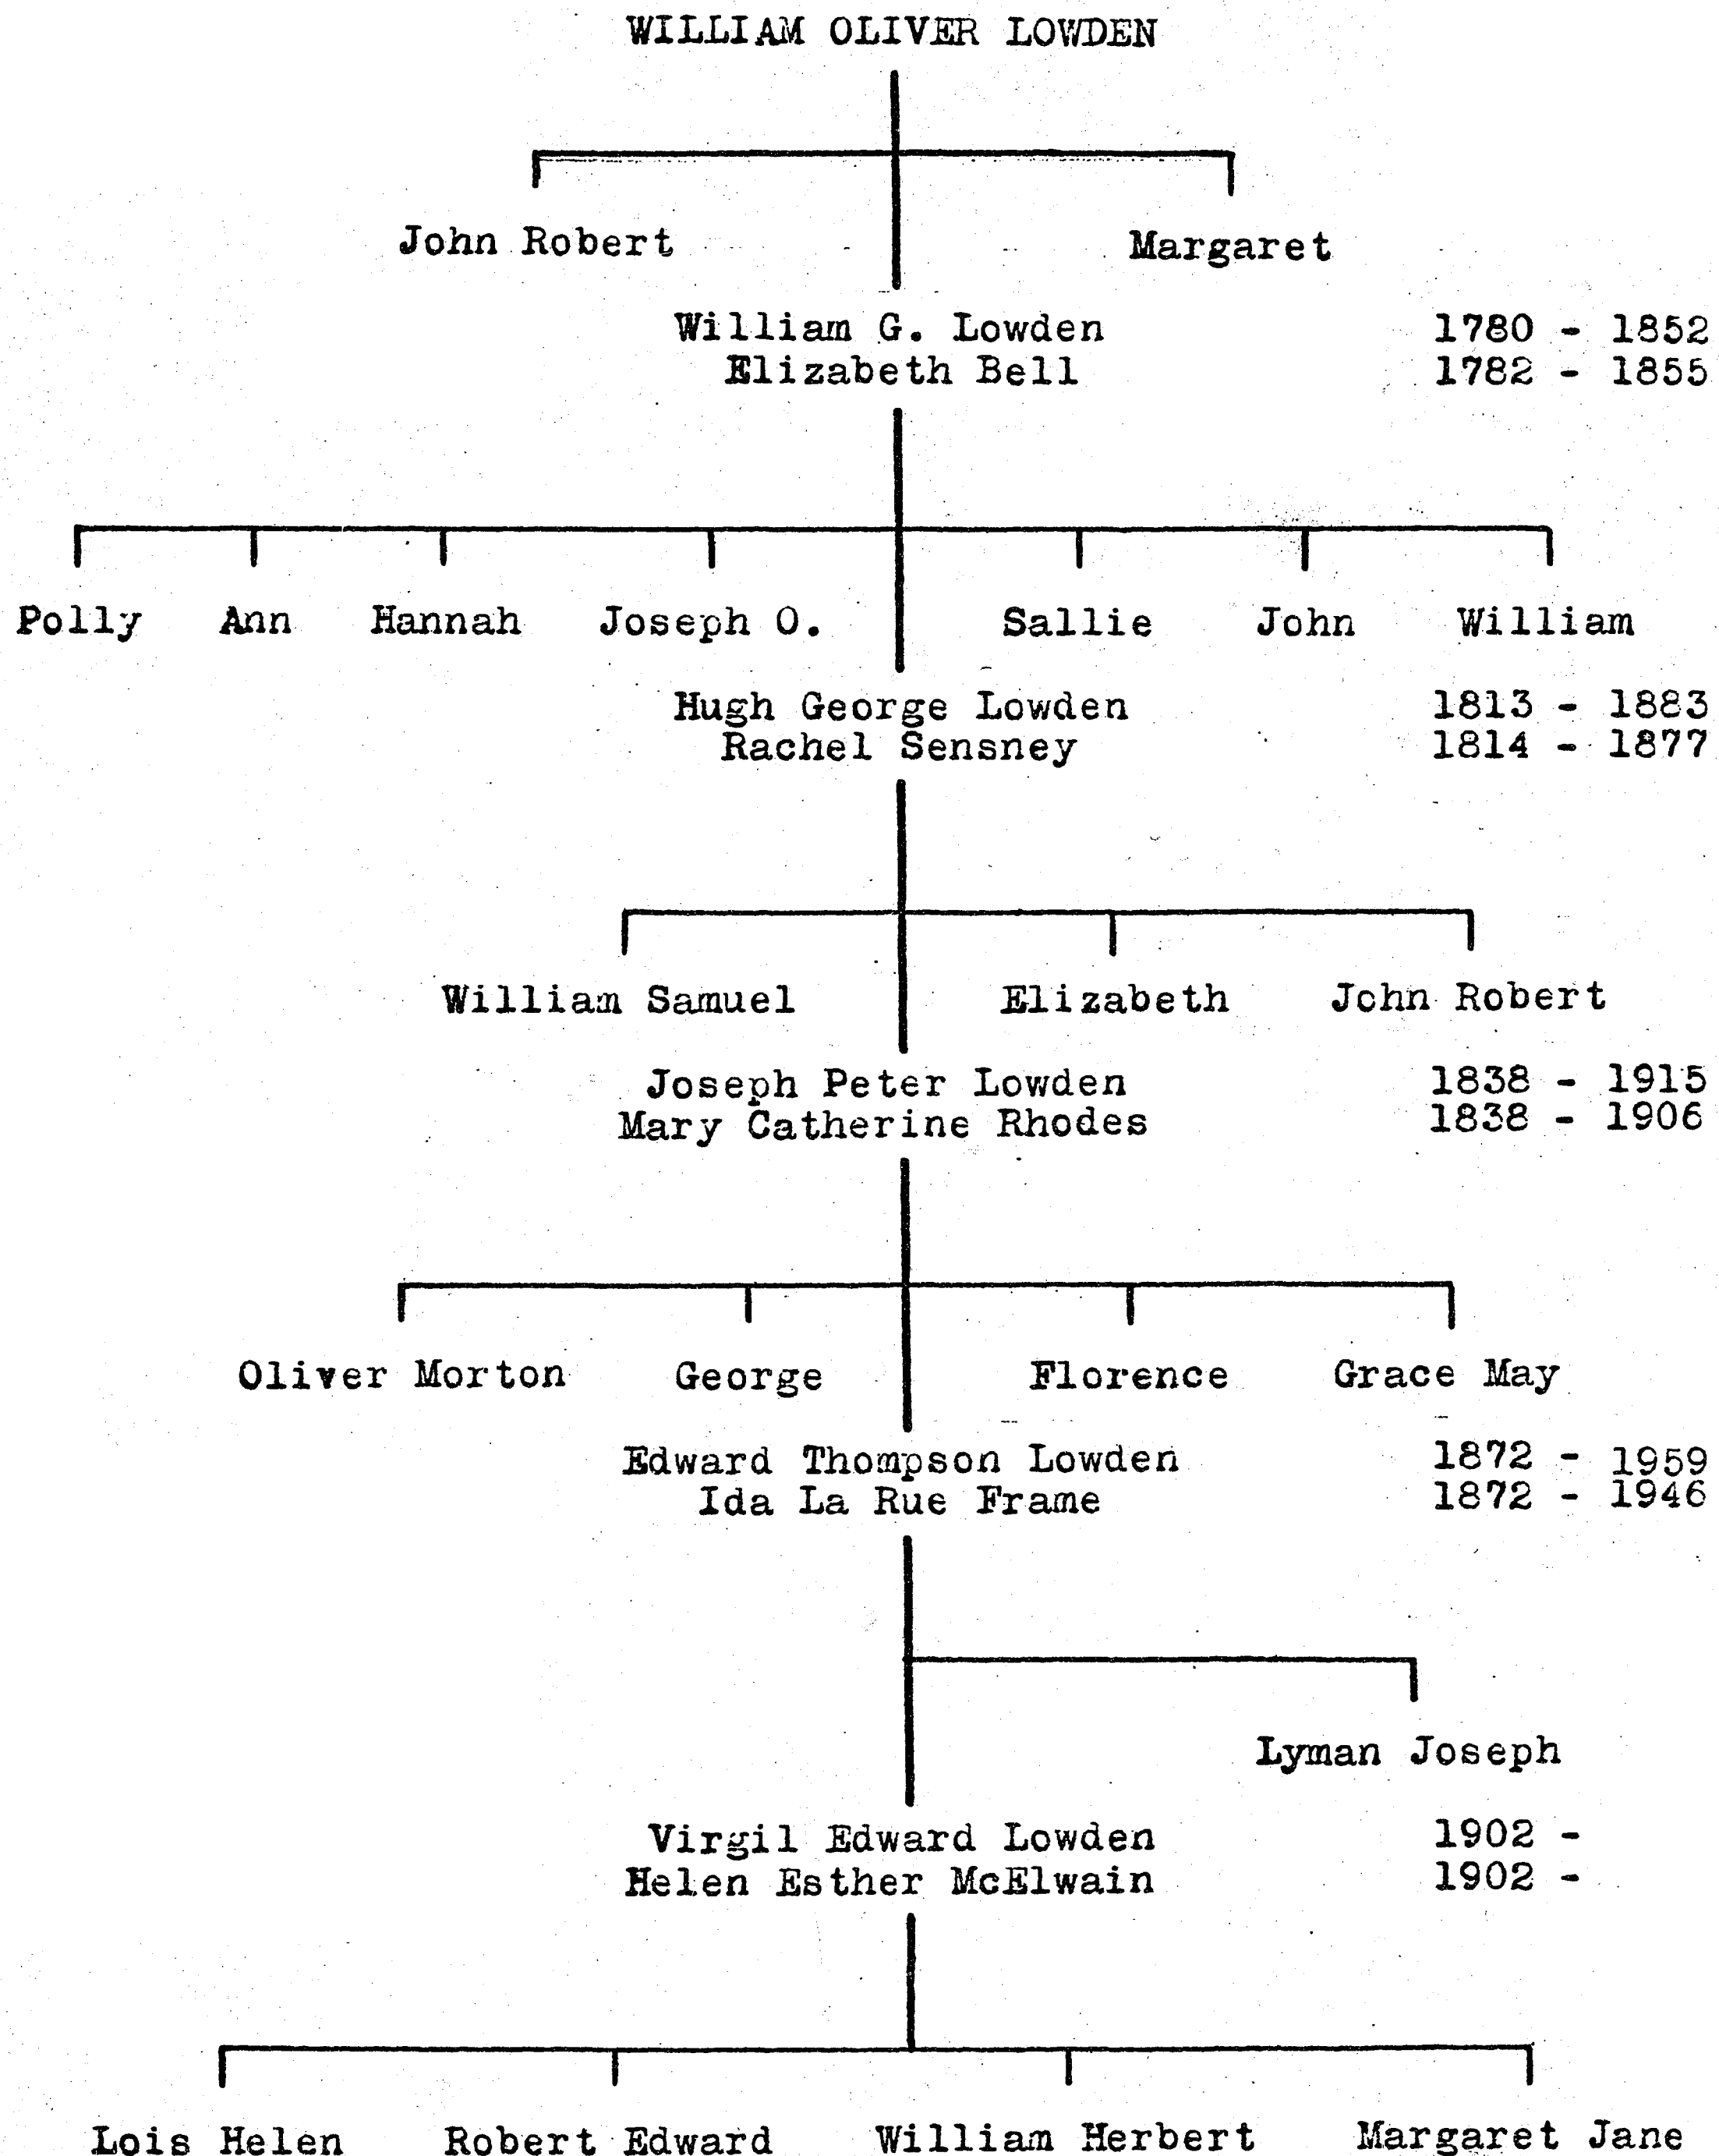 WILLIAM OLIVER LOWDEN
John Robert Margaret
William G. Lowden 1780 - 1852
Elizabeth Bell 1782 - 1855
Polly Ann Hannah Joseph O. Sallie John William
Hugh George Lowden 1813 - 1883
Rachel Sensney 1814 - 1877
William Samuel Elizabeth John Robert
Joseph Peter Lowden 1838 - 1915
Mary Catherine Rhodes 1838 - 1906
Oliver Morton George Florence Grace May
Edward Thompson Lowden 1872 - 1959
Ida La Rue Frame 1872 - 1946
Lyman Joseph
Virgil Edward Lowden 1902 -
Helen Esther McElwain 1902 -
Lois Helen Robert Edward William Herbert Margaret Jane